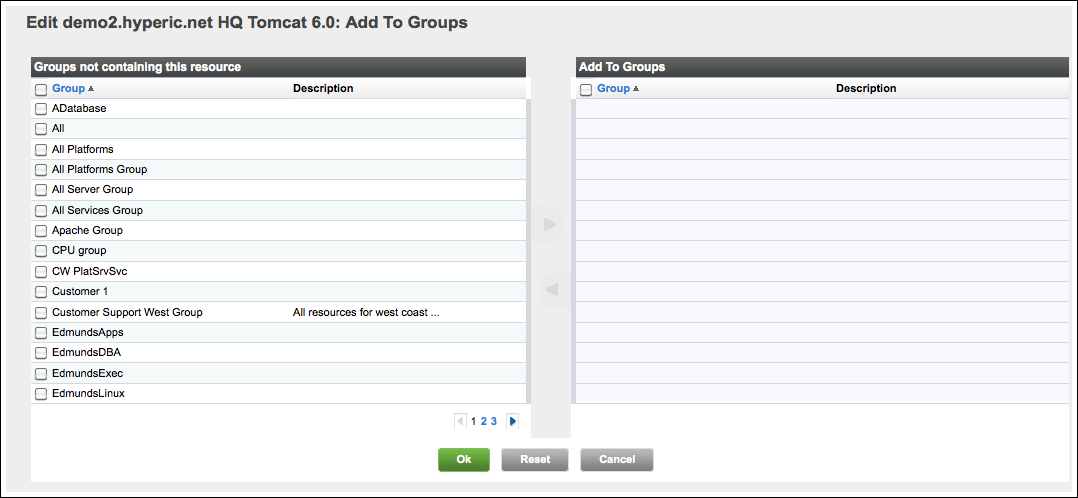 Edit demo2.hyperic.net HQ Tomcat 6.0: Add To Groups
Groups not containing this resource
Group Description
ADatabase
All
All Platforms
All Platforms Group
All Server Group
All Services Group
Apache Group
CPU group
CW PlatSrvSvc
Customer 1
Customer Support West Group All resources for west coast ...
EdmundsApps
EdmundsDBA
EdmundsExec
EdmundsLinux
1 2 3
Add To Groups
Group Description
Ok Reset Cancel